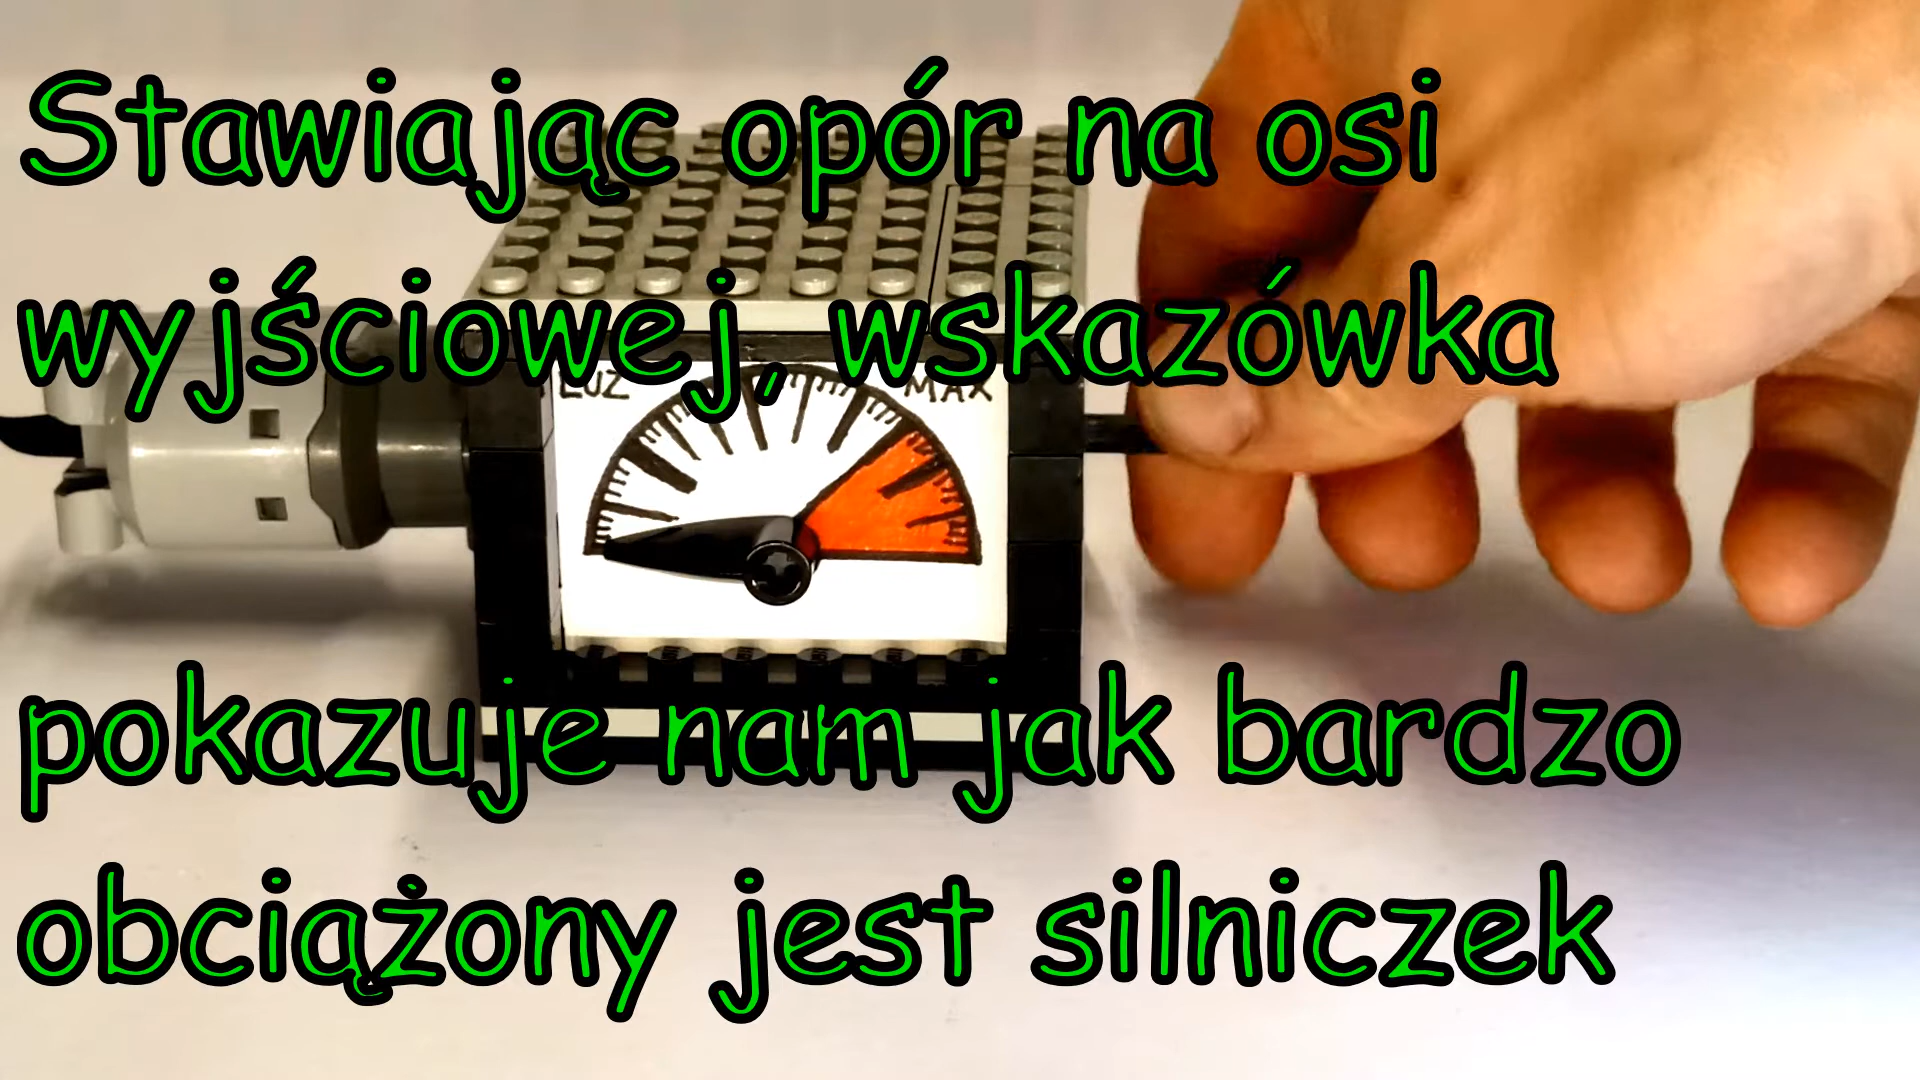 Stawiając opór na osi
wyjściowej, wskazówka
LUZ MAX
pokazuje nam jak bardzo
obciążony jest silniczek